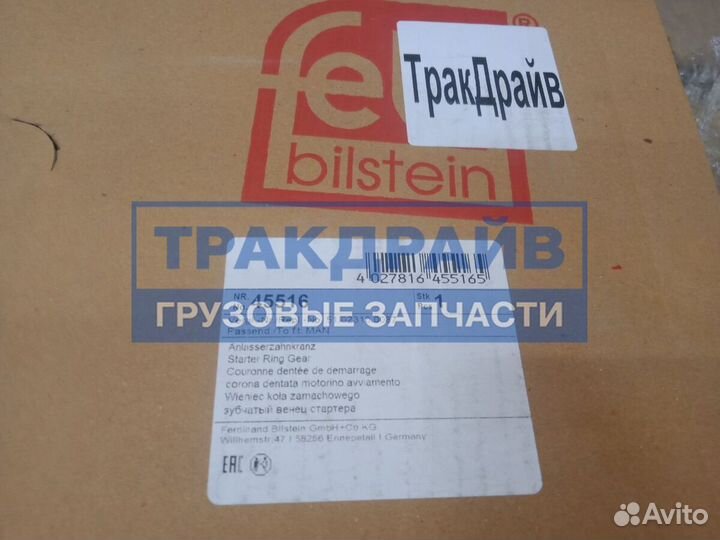 fe
®
bilstein
ТракДрайв
ТРАКДРАЙВ
ГРУЗОВЫЕ ЗАПЧАСТИ
4 027816 455165
NR. 45516
Stk. 1
Passend /To fit MAN
Anlasserzahnkranz
Starter Ring Gear
Couronne dentée de demarrage
corona dentata motorino avviamento
Wieniec koła zamachowego
зубчатый венец стартера
Ferdinand Bilstein GmbH+Co KG
Willhemstr.47 I 58256 Ennepetal I Germany
EAC
Avito